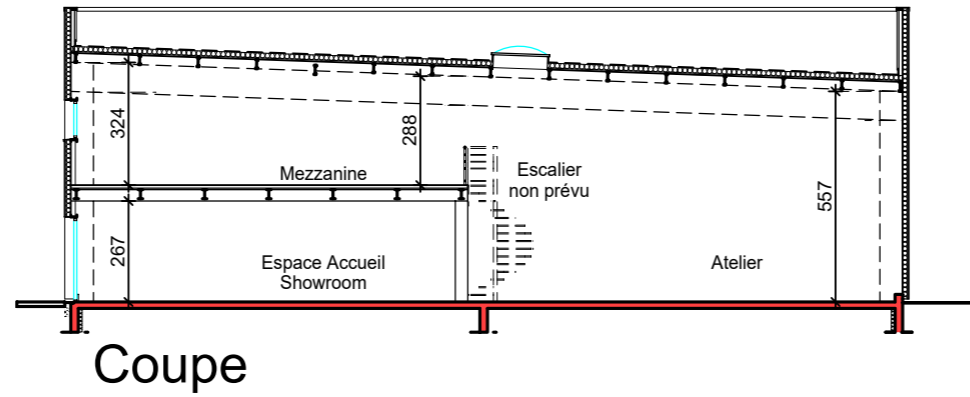 324
288
Mezzanine
Escalier
non prévu
557
267
Espace Accueil
Showroom
Atelier
Coupe